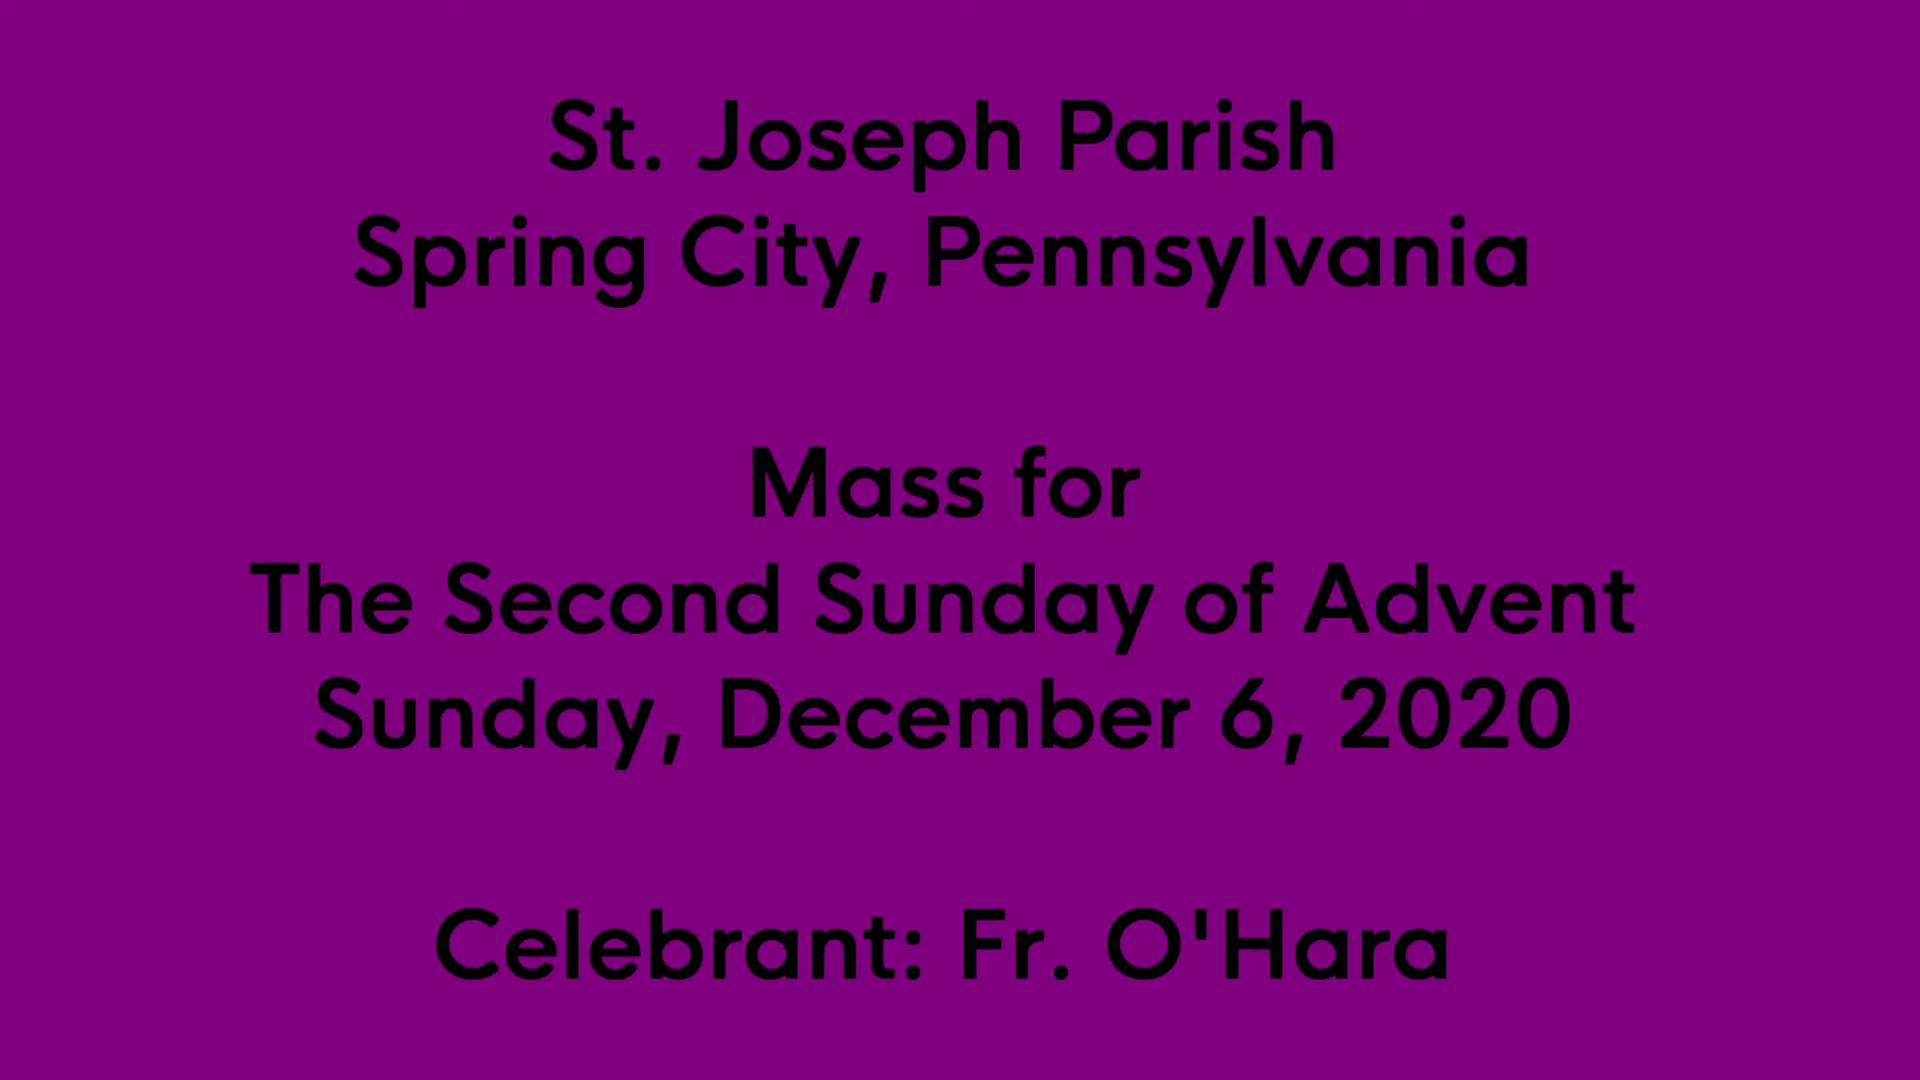 St. Joseph Parish
Spring City, Pennsylvania
Mass for
The Second Sunday of Advent
Sunday, December 6, 2020
Celebrant: Fr. O'Hara